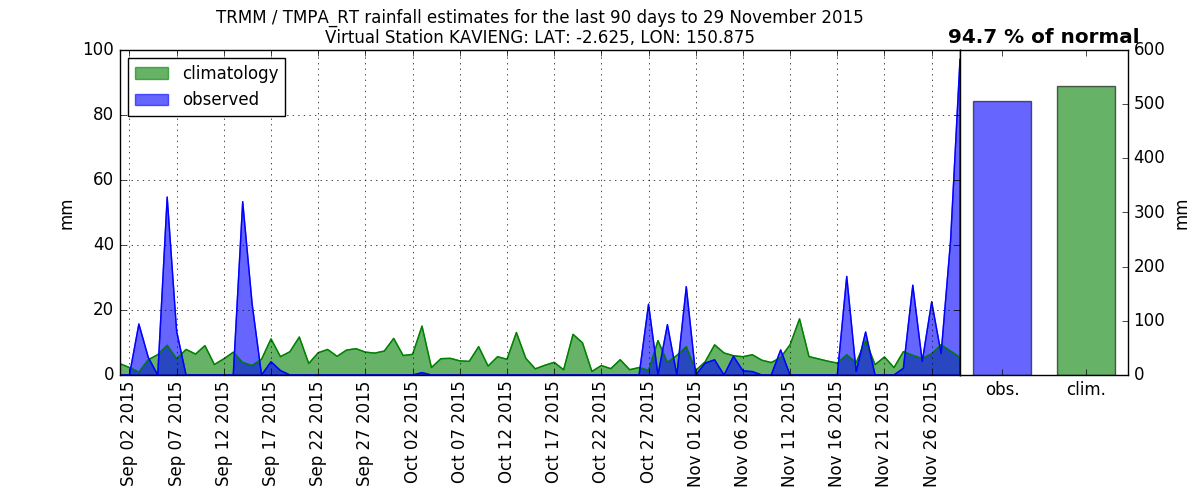 TRMM / TMPA_RT rainfall estimates for the last 90 days to 29 November 2015
Virtual Station KAVIENG: LAT: -2.625, LON: 150.875
94.7 % of normal
climatology
observed
mm
100
80
60
40
20
0
Sep 02 2015
Sep 07 2015
Sep 12 2015
Sep 17 2015
Sep 22 2015
Sep 27 2015
Oct 02 2015
Oct 07 2015
Oct 12 2015
Oct 17 2015
Oct 22 2015
Oct 27 2015
Nov 01 2015
Nov 06 2015
Nov 11 2015
Nov 16 2015
Nov 21 2015
Nov 26 2015
obs.
clim.
600
500
400
300
200
100
0
mm